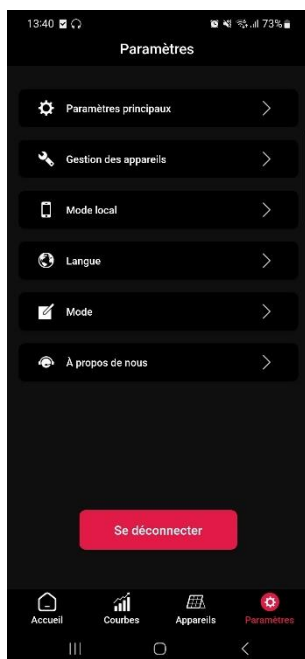 13:40 73%
Paramètres
Paramètres principaux
Gestion des appareils
Mode local
Langue
Mode
À propos de nous
Se déconnecter
Accueil Courbes Appareils Paramètres